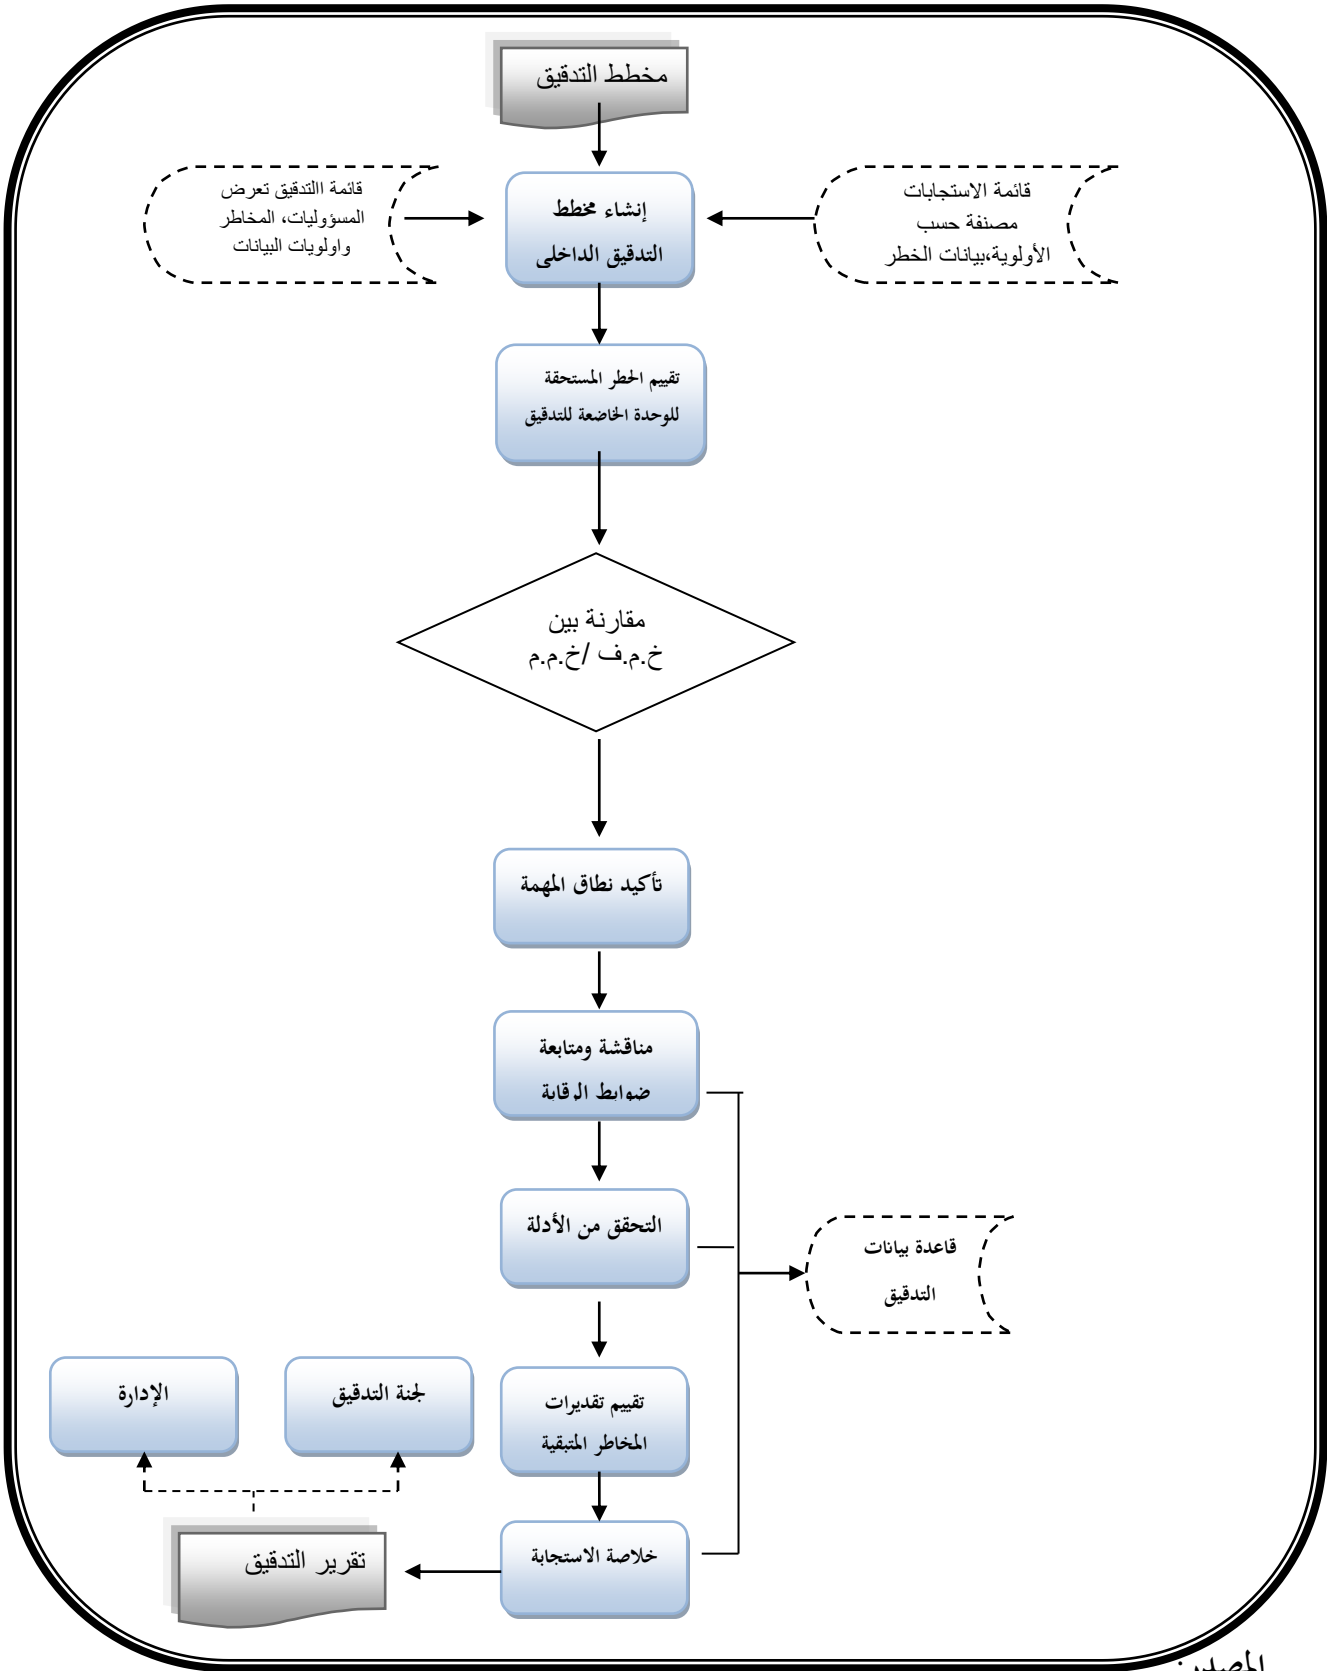 مخطط التدقيق
قائمة الاستجابات
مصنفة حسب
الأولوية،بيانات الخطر
إنشاء مخطط
التدقيق الداخلي
قائمة االتدقيق تعرض
المسؤوليات، المخاطر
واولويات البيانات
تقييم الخطر المستحقة
للوحدة الخاضعة للتدقيق
مقارنة بين
خ.م.ف /خ.م.م
تأكيد نطاق المهمة
مناقشة ومتابعة
ضوابط الرقابة
التحقق من الأدلة
قاعدة بيانات
التدقيق
تقييم تقديرات
المخاطر المتبقية
لجنة التدقيق
الإدارة
خلاصة الاستجابة
تقرير التدقيق
المصدر: